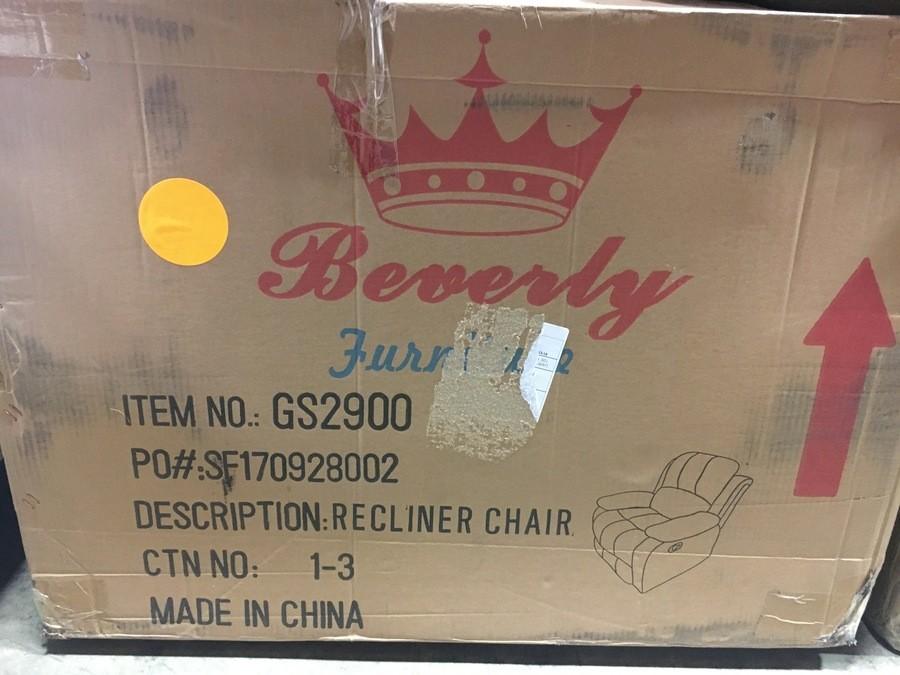 Beverly
ITEM NO.: GS2900
PO#:SF170928002
DESCRIPTION:RECLINER CHAIR
CTN NO: 1-3
MADE IN CHINA